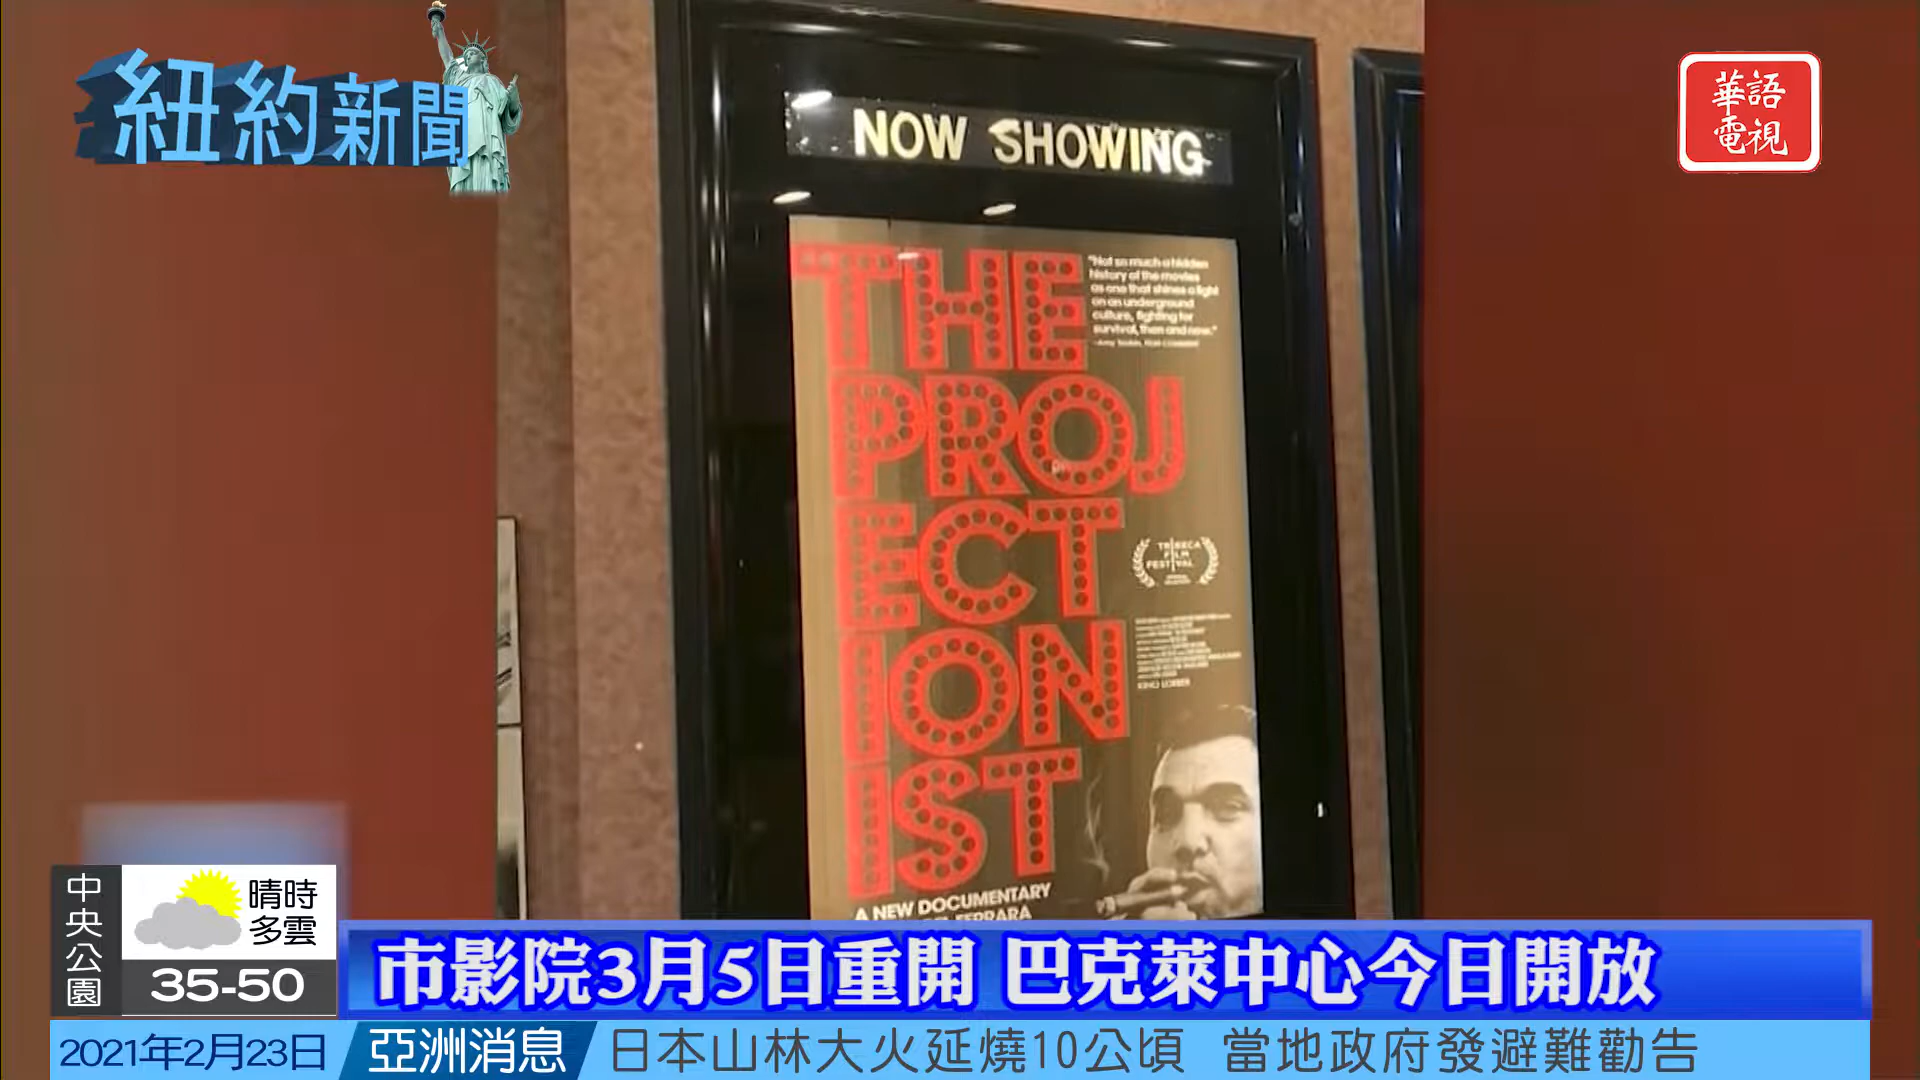 紐約新聞
華語
電視
NOW SHOWING
THE
PROJ
ECT
ION
IST
"Not so much a hidden
history of the movies
as one that shines a light
on an underground
culture, fighting for
survival, then and now."
TRIBECA
FILM
FESTIVAL
KINO LORBER
A NEW DOCUMENTARY
FERRARA
中央公園
晴時
多雲
35-50
市影院3月5日重開 巴克萊中心今日開放
2021年2月23日
亞洲消息
日本山林大火延燒10公頃 當地政府發避難勸告